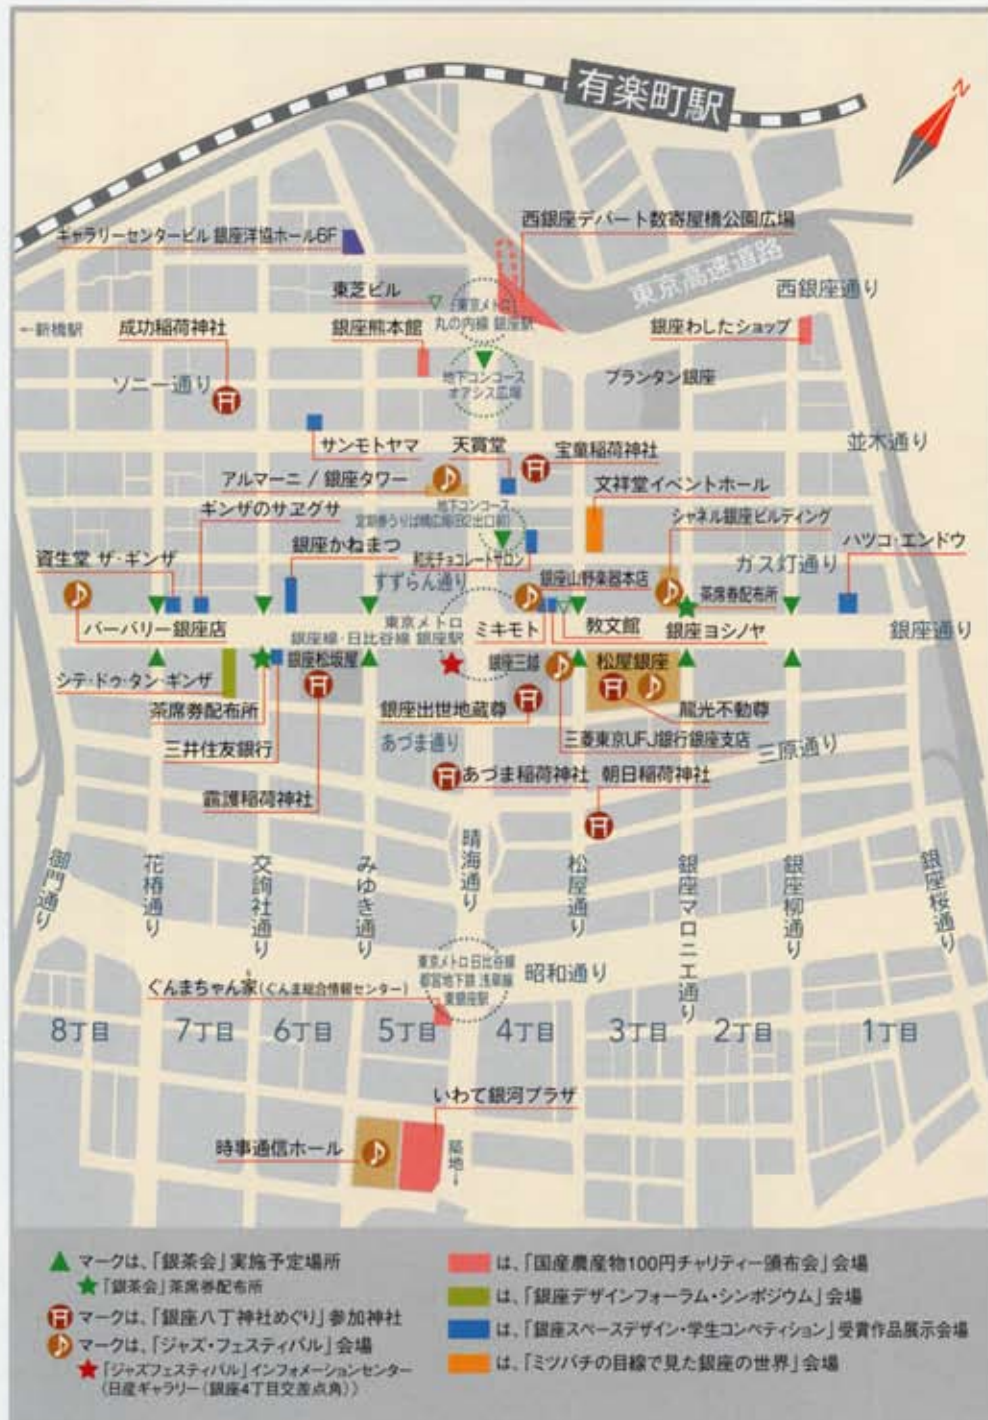 有楽町駅
N
西銀座デパート数寄屋橋公園広場
ギャラリーセンタービル 銀座洋協ホール6F
東京高速道路
西銀座通り
東芝ビル
東京メトロ
丸の内線 銀座駅
←新橋駅
成功稲荷神社
銀座熊本館
銀座わしたショップ
ソニー通り
地下コンコース
オアシス広場
プランタン銀座
サンモトヤマ
天賞堂
宝童稲荷神社
並木通り
アルマーニ / 銀座タワー
文祥堂イベントホール
ギンザのサヱグサ
地下コンコース
シャネル銀座ビルディング
資生堂 ザ・ギンザ
銀座かねまつ
和光チョコレートサロン
ガス灯通り
ハツコ・エンドウ
すずらん通り
銀座山野楽器本店
茶席券配布所
バーバリー銀座店
東京メトロ
銀座線・日比谷線 銀座駅
ミキモト
教文館
銀座ヨシノヤ
銀座通り
シテ・ドゥ・タン・ギンザ
銀座松坂屋
銀座三越
松屋銀座
茶席券配布所
銀座出世地蔵尊
龍光不動尊
三井住友銀行
あづま通り
三菱東京UFJ銀行銀座支店
三原通り
靍護稲荷神社
あづま稲荷神社
朝日稲荷神社
御門通り
花椿通り
交詢社通り
みゆき通り
晴海通り
松屋通り
銀座マロニエ通り
銀座柳通り
銀座桜通り
東京メトロ 日比谷線
都営地下鉄 浅草線
東銀座駅
昭和通り
ぐんまちゃん家(ぐんま総合情報センター)
8丁目
7丁目
6丁目
5丁目
4丁目
3丁目
2丁目
1丁目
いわて銀河プラザ
時事通信ホール
築地→
▲ マークは、「銀茶会」実施予定場所
★「銀茶会」茶席券配布所
マークは、「銀座八丁神社めぐり」参加神社
マークは、「ジャズ・フェスティバル」会場
★「ジャズフェスティバル」インフォメーションセンター
(日産ギャラリー(銀座4丁目交差点角))
は、「国産農産物100円チャリティー頒布会」会場
は、「銀座デザインフォーラム・シンポジウム」会場
は、「銀座スペースデザイン・学生コンペティション」受賞作品展示会場
は、「ミツバチの目線で見た銀座の世界」会場